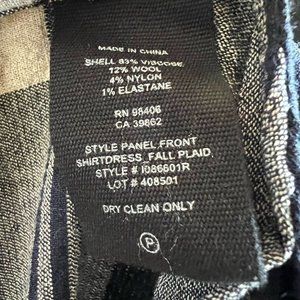 MADE IN CHINA
SHELL 83% VISCOSE
12% WOOL
4% NYLON
1% ELASTANE
RN 98406
CA 39862
STYLE PANEL FRONT
SHIRTDRESS_FALL PLAID
STYLE # I086601R
LOT # 408501
DRY CLEAN ONLY
P